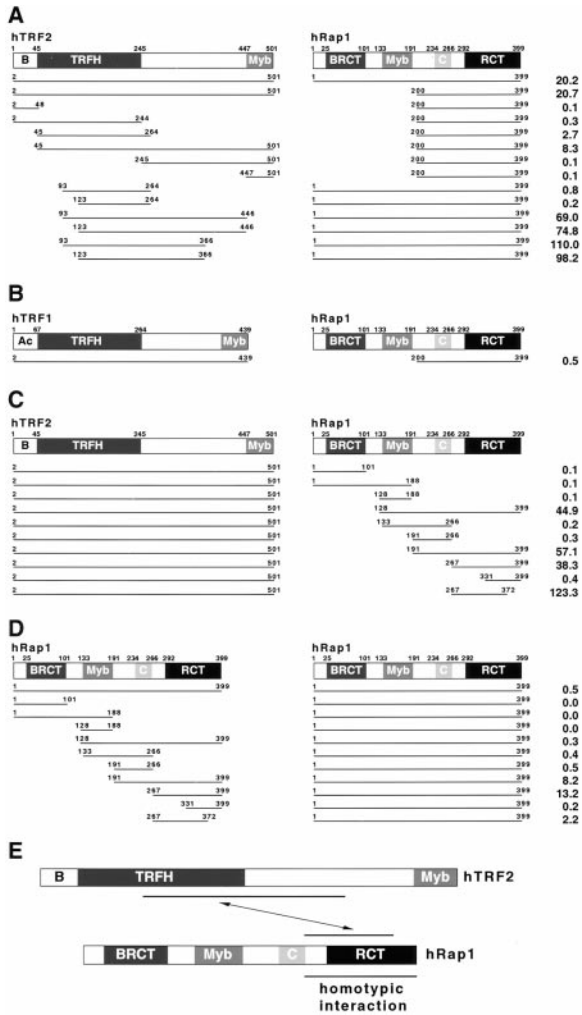 A
hTRF2 hRap1
1 45 245 447 501 1 25 101 133 191 234 266 292 399
B TRFH Myb BRCT Myb C RCT
2 501 1 399 20.2
2 501 200 399 20.7
2 48 200 399 0.1
2 244 200 399 0.3
45 264 200 399 2.7
45 501 200 399 8.3
245 501 200 399 0.1
447 501 200 399 0.1
93 264 1 399 0.8
123 264 1 399 0.2
93 446 1 399 69.0
123 446 1 399 74.8
93 366 1 399 110.0
123 366 1 399 98.2
B
hTRF1 hRap1
1 67 264 439 1 25 101 133 191 234 266 292 399
Ac TRFH Myb BRCT Myb C RCT
2 439 200 399 0.5
C
hTRF2 hRap1
1 45 245 447 501 1 25 101 133 191 234 266 292 399
B TRFH Myb BRCT Myb C RCT
2 501 1 101 0.1
2 501 1 188 0.1
2 501 128 188 0.1
2 501 128 399 44.9
2 501 133 266 0.2
2 501 191 266 0.3
2 501 191 399 57.1
2 501 267 399 38.3
2 501 331 399 0.4
2 501 267 372 123.3
D
hRap1 hRap1
1 25 101 133 191 234 266 292 399 1 25 101 133 191 234 266 292 399
BRCT Myb C RCT BRCT Myb C RCT
1 399 1 399 0.5
1 101 1 399 0.0
1 188 1 399 0.0
128 188 1 399 0.0
128 399 1 399 0.3
133 266 1 399 0.4
191 266 1 399 0.5
191 399 1 399 8.2
267 399 1 399 13.2
331 399 1 399 0.2
267 372 1 399 2.2
E
B TRFH Myb hTRF2
BRCT Myb C RCT hRap1
homotypic
interaction